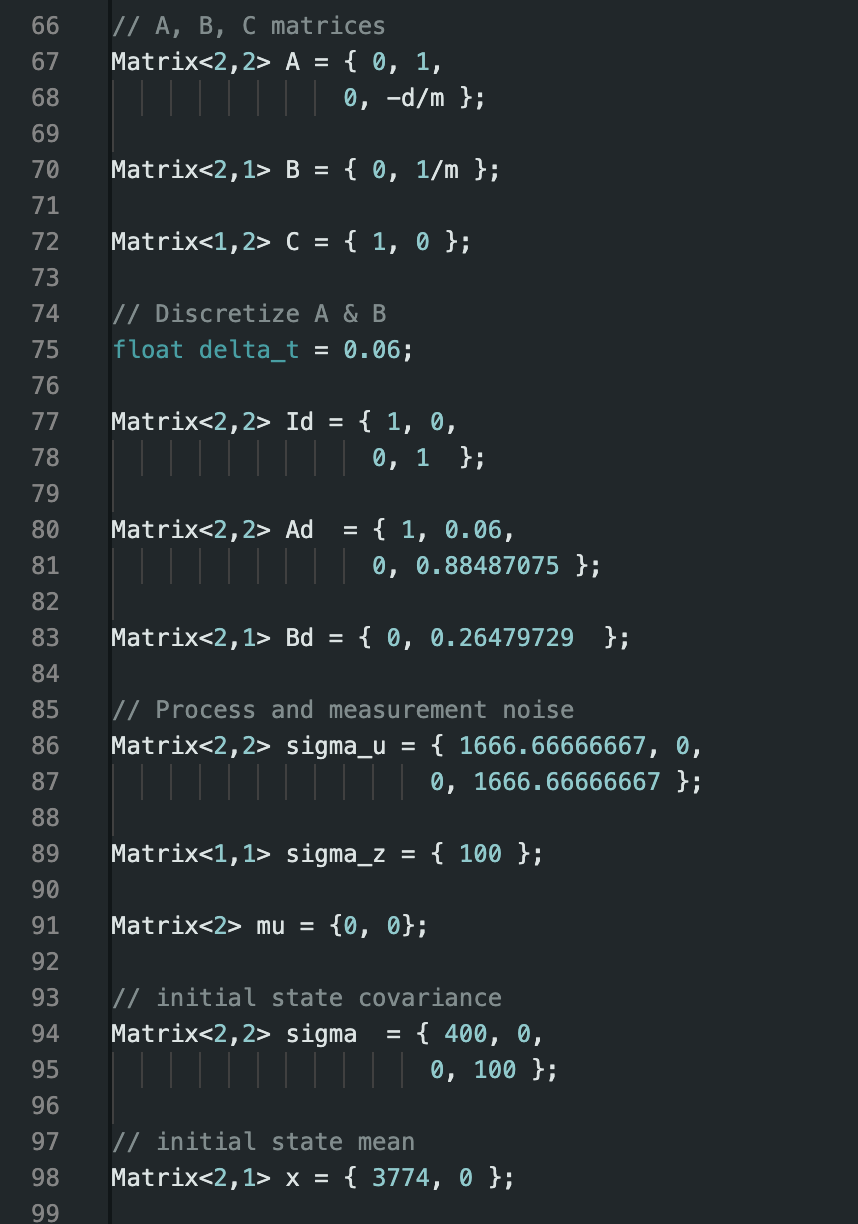 66 // A, B, C matrices
67 Matrix<2,2> A = { 0, 1,
68 0, -d/m };
69
70 Matrix<2,1> B = { 0, 1/m };
71
72 Matrix<1,2> C = { 1, 0 };
73
74 // Discretize A & B
75 float delta_t = 0.06;
76
77 Matrix<2,2> Id = { 1, 0,
78 0, 1  };
79
80 Matrix<2,2> Ad  = { 1, 0.06,
81 0, 0.88487075 };
82
83 Matrix<2,1> Bd = { 0, 0.26479729  };
84
85 // Process and measurement noise
86 Matrix<2,2> sigma_u = { 1666.66666667, 0,
87 0, 1666.66666667 };
88
89 Matrix<1,1> sigma_z = { 100 };
90
91 Matrix<2> mu = {0, 0};
92
93 // initial state covariance
94 Matrix<2,2> sigma  = { 400, 0,
95 0, 100 };
96
97 // initial state mean
98 Matrix<2,1> x = { 3774, 0 };
99